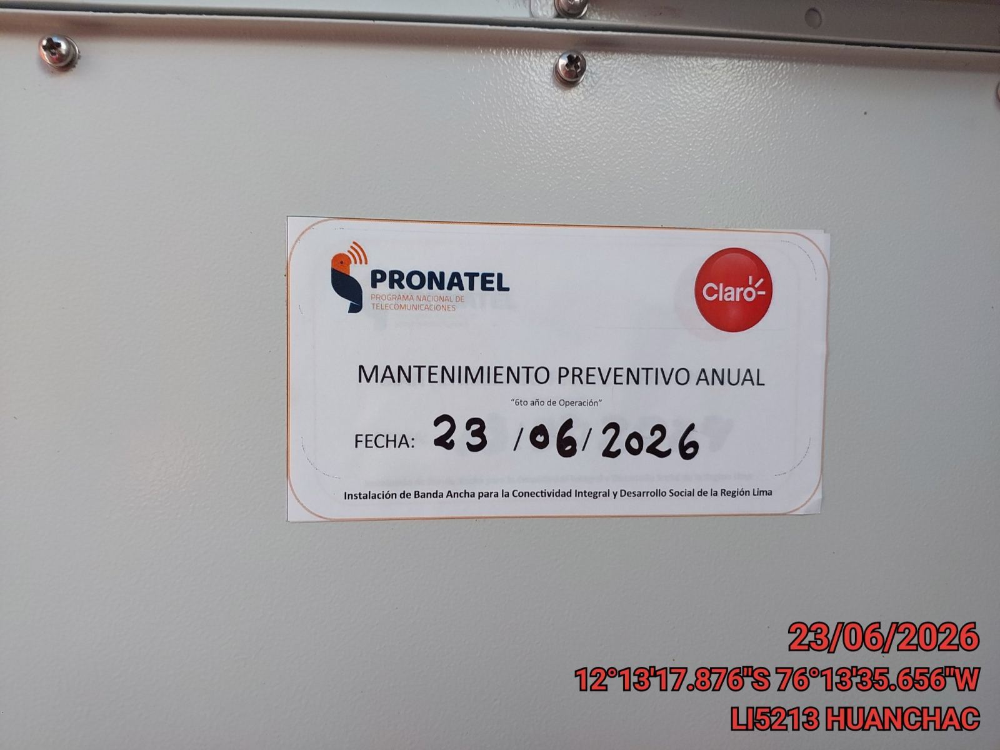 PRONATEL
PROGRAMA NACIONAL DE
TELECOMUNICACIONES
Claro
MANTENIMIENTO PREVENTIVO ANUAL
"6to año de Operación"
FECHA: 23 /06/ 2026
Instalación de Banda Ancha para la Conectividad Integral y Desarrollo Social de la Región Lima
23/06/2026
12°13'17.876"S 76°13'35.656"W
LI5213 HUANCHAC